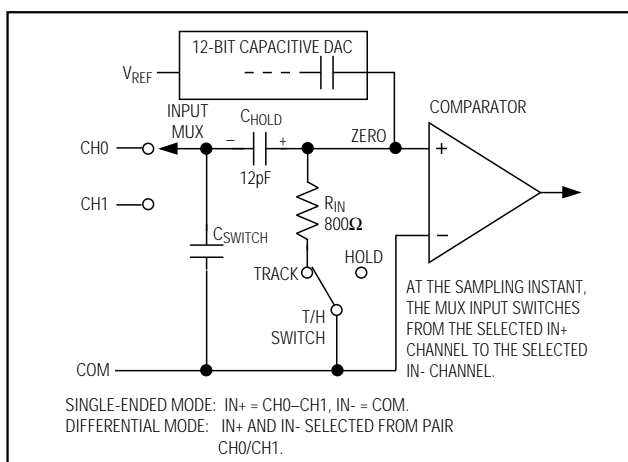 12-BIT CAPACITIVE DAC
VREF
COMPARATOR
INPUT
MUX
CHOLD
ZERO
– +
CH0
12pF
+
RIN
800Ω
CH1
CSWITCH
HOLD
–
TRACK
AT THE SAMPLING INSTANT,
THE MUX INPUT SWITCHES
FROM THE SELECTED IN+
CHANNEL TO THE SELECTED
IN- CHANNEL.
T/H
SWITCH
COM
SINGLE-ENDED MODE: IN+ = CH0–CH1, IN- = COM.
DIFFERENTIAL MODE: IN+ AND IN- SELECTED FROM PAIR
CH0/CH1.